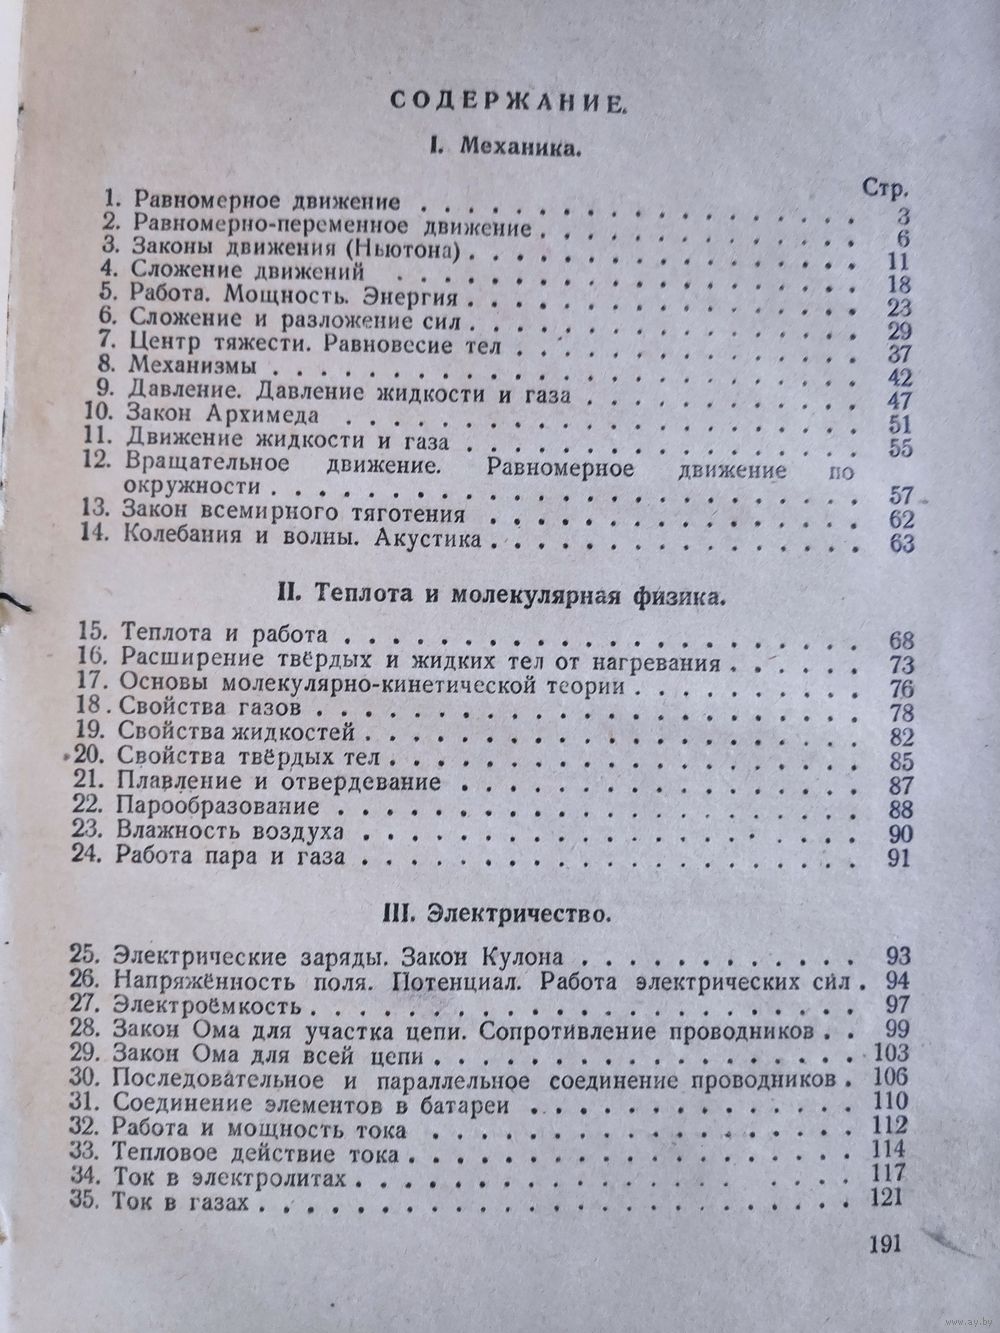 СОДЕРЖАНИЕ.
I. Механика.
Стр.
1. Равномерное движение . . . . . . . . . . . . . . . . . . 3
2. Равномерно-переменное движение . . . . . . . . . . . . . 6
3. Законы движения (Ньютона) . . . . . . . . . . . . . . . . 11
4. Сложение движений . . . . . . . . . . . . . . . . . . . 18
5. Работа. Мощность. Энергия . . . . . . . . . . . . . . . . 23
6. Сложение и разложение сил . . . . . . . . . . . . . . . . 29
7. Центр тяжести. Равновесие тел . . . . . . . . . . . . . . 37
8. Механизмы . . . . . . . . . . . . . . . . . . . . . . . . 42
9. Давление. Давление жидкости и газа . . . . . . . . . . . 47
10. Закон Архимеда . . . . . . . . . . . . . . . . . . . . . 51
11. Движение жидкости и газа . . . . . . . . . . . . . . . . 55
12. Вращательное движение. Равномерное движение по
окружности . . . . . . . . . . . . . . . . . . . . . . . . 57
13. Закон всемирного тяготения . . . . . . . . . . . . . . . 62
14. Колебания и волны. Акустика . . . . . . . . . . . . . . . 63
II. Теплота и молекулярная физика.
15. Теплота и работа . . . . . . . . . . . . . . . . . . . . 68
16. Расширение твёрдых и жидких тел от нагревания . . . . . . 73
17. Основы молекулярно-кинетической теории . . . . . . . . . 76
18. Свойства газов . . . . . . . . . . . . . . . . . . . . . 78
19. Свойства жидкостей . . . . . . . . . . . . . . . . . . . 82
20. Свойства твёрдых тел . . . . . . . . . . . . . . . . . . 85
21. Плавление и отвердевание . . . . . . . . . . . . . . . . 87
22. Парообразование . . . . . . . . . . . . . . . . . . . . . 88
23. Влажность воздуха . . . . . . . . . . . . . . . . . . . . 90
24. Работа пара и газа . . . . . . . . . . . . . . . . . . . 91
III. Электричество.
25. Электрические заряды. Закон Кулона . . . . . . . . . . . 93
26. Напряжённость поля. Потенциал. Работа электрических сил . 94
27. Электроёмкость . . . . . . . . . . . . . . . . . . . . . 97
28. Закон Ома для участка цепи. Сопротивление проводников . . 99
29. Закон Ома для всей цепи . . . . . . . . . . . . . . . . . 103
30. Последовательное и параллельное соединение проводников . 106
31. Соединение элементов в батареи . . . . . . . . . . . . . 110
32. Работа и мощность тока . . . . . . . . . . . . . . . . . 112
33. Тепловое действие тока . . . . . . . . . . . . . . . . . 114
34. Ток в электролитах . . . . . . . . . . . . . . . . . . . 117
35. Ток в газах . . . . . . . . . . . . . . . . . . . . . . . 121
191
www.ay.by